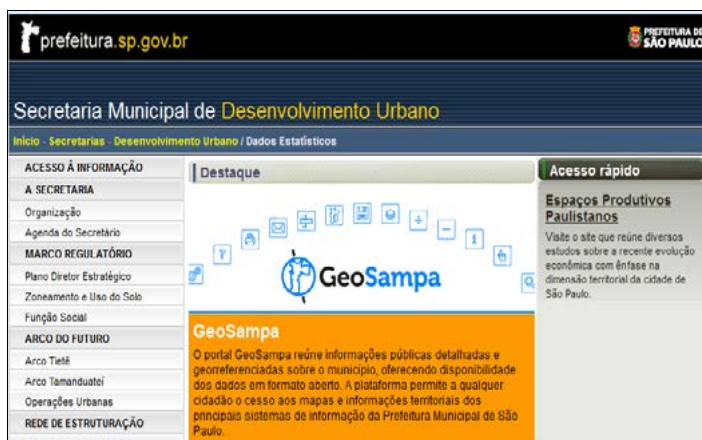 prefeitura.sp.gov.br
PREFEITURA DE
SÃO PAULO
Secretaria Municipal de Desenvolvimento Urbano
Início - Secretarias - Desenvolvimento Urbano / Dados Estatísticos
ACESSO À INFORMAÇÃO
A SECRETARIA
Organização
Agenda do Secretário
MARCO REGULATÓRIO
Plano Diretor Estratégico
Zoneamento e Uso do Solo
Função Social
ARCO DO FUTURO
Arco Tietê
Arco Tamanduateí
Operações Urbanas
REDE DE ESTRUTURAÇÃO
Destaque
GeoSampa
GeoSampa
O portal GeoSampa reúne informações públicas detalhadas e
georreferenciadas sobre o município, oferecendo disponibilidade
dos dados em formato aberto. A plataforma permite a qualquer
cidadão o cesso aos mapas e informações territoriais dos
principais sistemas de informação da Prefeitura Municipal de São
Paulo.
Acesso rápido
Espaços Produtivos
Paulistanos
Visite o site que reúne diversos
estudos sobre a recente evolução
econômica com ênfase na
dimensão territorial da cidade de
São Paulo.